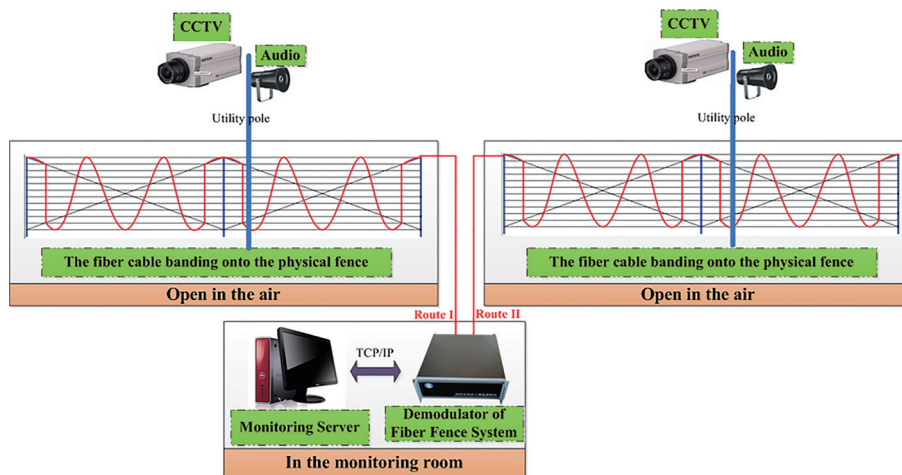 CCTV
Audio
Utility pole
The fiber cable banding onto the physical fence
Open in the air
CCTV
Audio
Utility pole
The fiber cable banding onto the physical fence
Open in the air
Route I
Route II
TCP/IP
Monitoring Server
Demodulator of
Fiber Fence System
In the monitoring room